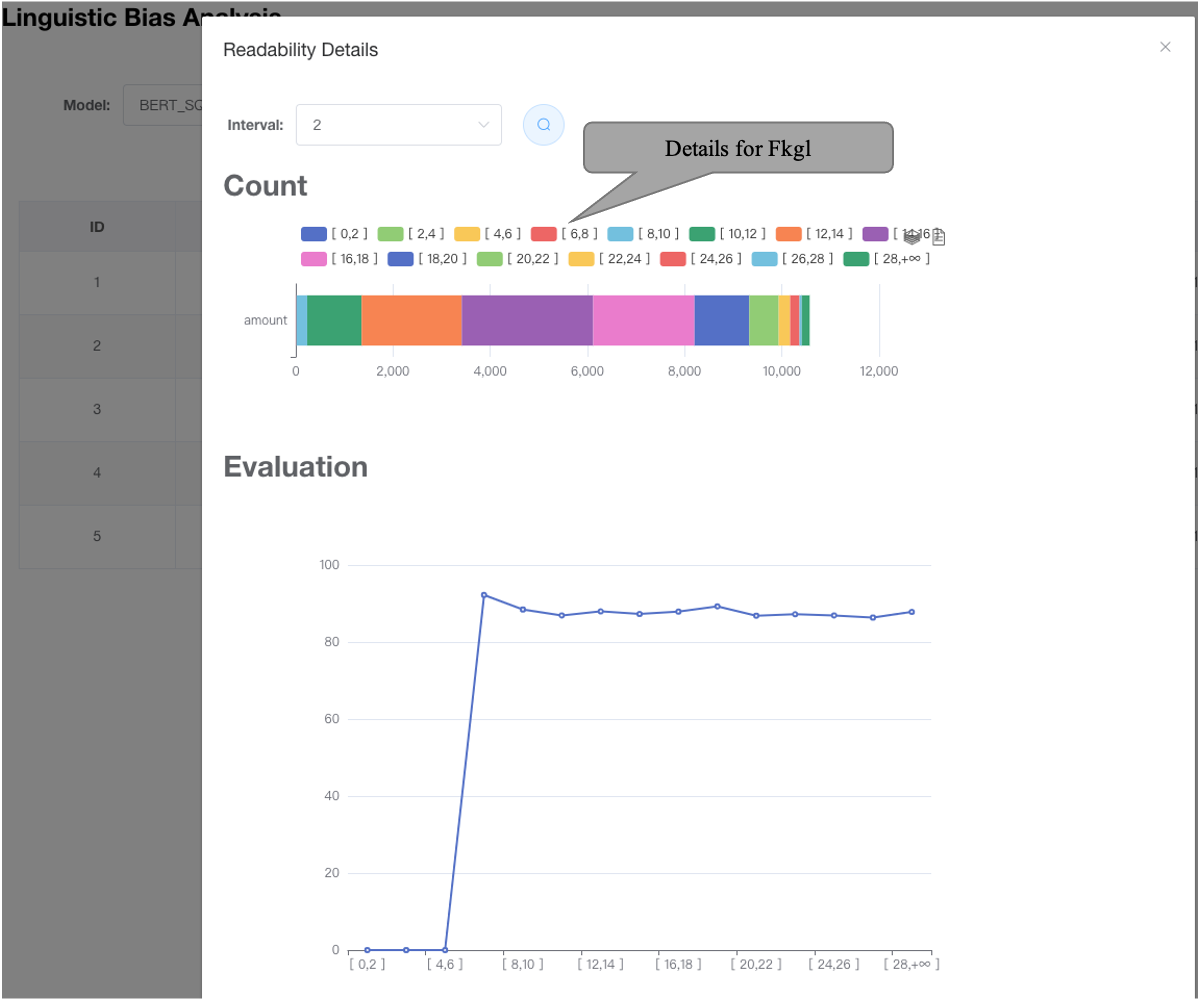 Linguistic Bias Analysis
Readability Details
Model:
BERT_SQ
Interval:
2
Details for Fkgl
Count
ID
[ 0,2 ] [ 2,4 ] [ 4,6 ] [ 6,8 ] [ 8,10 ] [ 10,12 ] [ 12,14 ] [ 14,16 ]
[ 16,18 ] [ 18,20 ] [ 20,22 ] [ 22,24 ] [ 24,26 ] [ 26,28 ] [ 28,+∞ ]
1
amount
2
0 2,000 4,000 6,000 8,000 10,000 12,000
3
4
Evaluation
5
100
80
60
40
20
0
[ 0,2 ] [ 4,6 ] [ 8,10 ] [ 12,14 ] [ 16,18 ] [ 20,22 ] [ 24,26 ] [ 28,+∞ ]